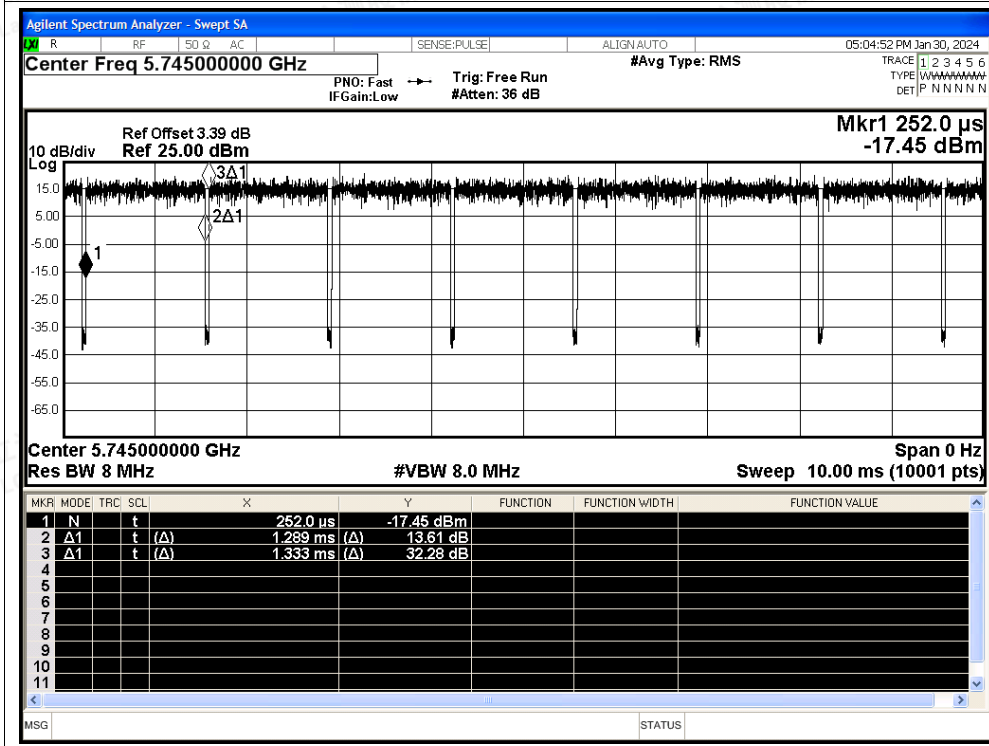 Agilent Spectrum Analyzer - Swept SA
LXI R RF 50 Ω AC SENSE:PULSE ALIGN AUTO 05:04:52 PM Jan 30, 2024
Center Freq 5.745000000 GHz #Avg Type: RMS TRACE 1 2 3 4 5 6
PNO: Fast Trig: Free Run TYPE WWWWWW
IFGain:Low #Atten: 36 dB DET P N N N N N
Mkr1 252.0 µs
-17.45 dBm
Ref Offset 3.39 dB
10 dB/div Ref 25.00 dBm
Log
3Δ1
15.0
2Δ1
5.00
-5.00
1
-15.0
-25.0
-35.0
-45.0
-55.0
-65.0
Center 5.745000000 GHz Span 0 Hz
Res BW 8 MHz #VBW 8.0 MHz Sweep 10.00 ms (10001 pts)
MKR MODE TRC SCL X Y FUNCTION FUNCTION WIDTH FUNCTION VALUE
1 N t 252.0 µs -17.45 dBm
2 Δ1 t (Δ) 1.289 ms (Δ) 13.61 dB
3 Δ1 t (Δ) 1.333 ms (Δ) 32.28 dB
4
5
6
7
8
9
10
11
MSG STATUS